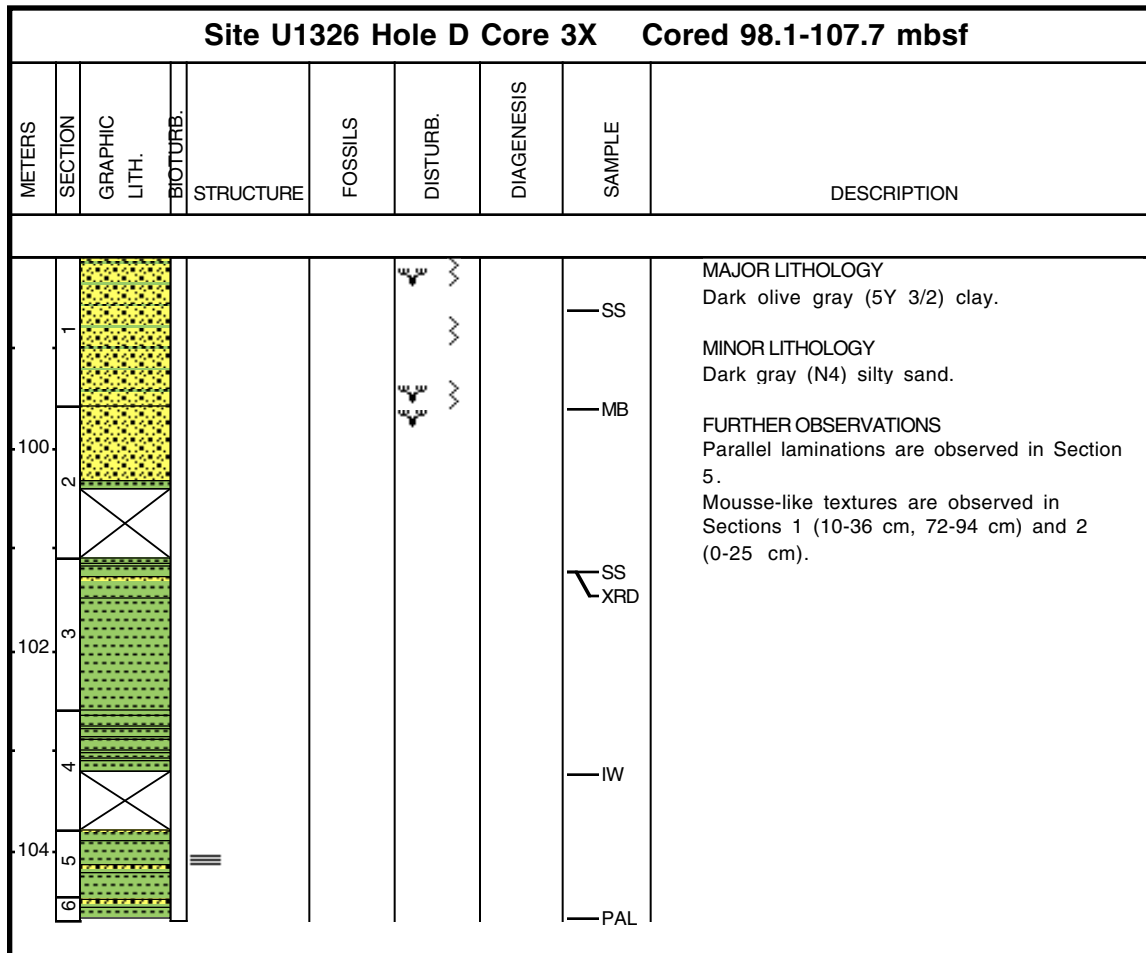 Site U1326 Hole D Core 3X Cored 98.1-107.7 mbsf
METERS
SECTION
GRAPHIC
LITH.
BIOTURB.
STRUCTURE
FOSSILS
DISTURB.
DIAGENESIS
SAMPLE
DESCRIPTION
MAJOR LITHOLOGY
Dark olive gray (5Y 3/2) clay.
MINOR LITHOLOGY
Dark gray (N4) silty sand.
FURTHER OBSERVATIONS
Parallel laminations are observed in Section
5.
Mousse-like textures are observed in
Sections 1 (10-36 cm, 72-94 cm) and 2
(0-25 cm).
1
SS
MB
100
2
SS
XRD
3
102
4
IW
104
5
6
PAL